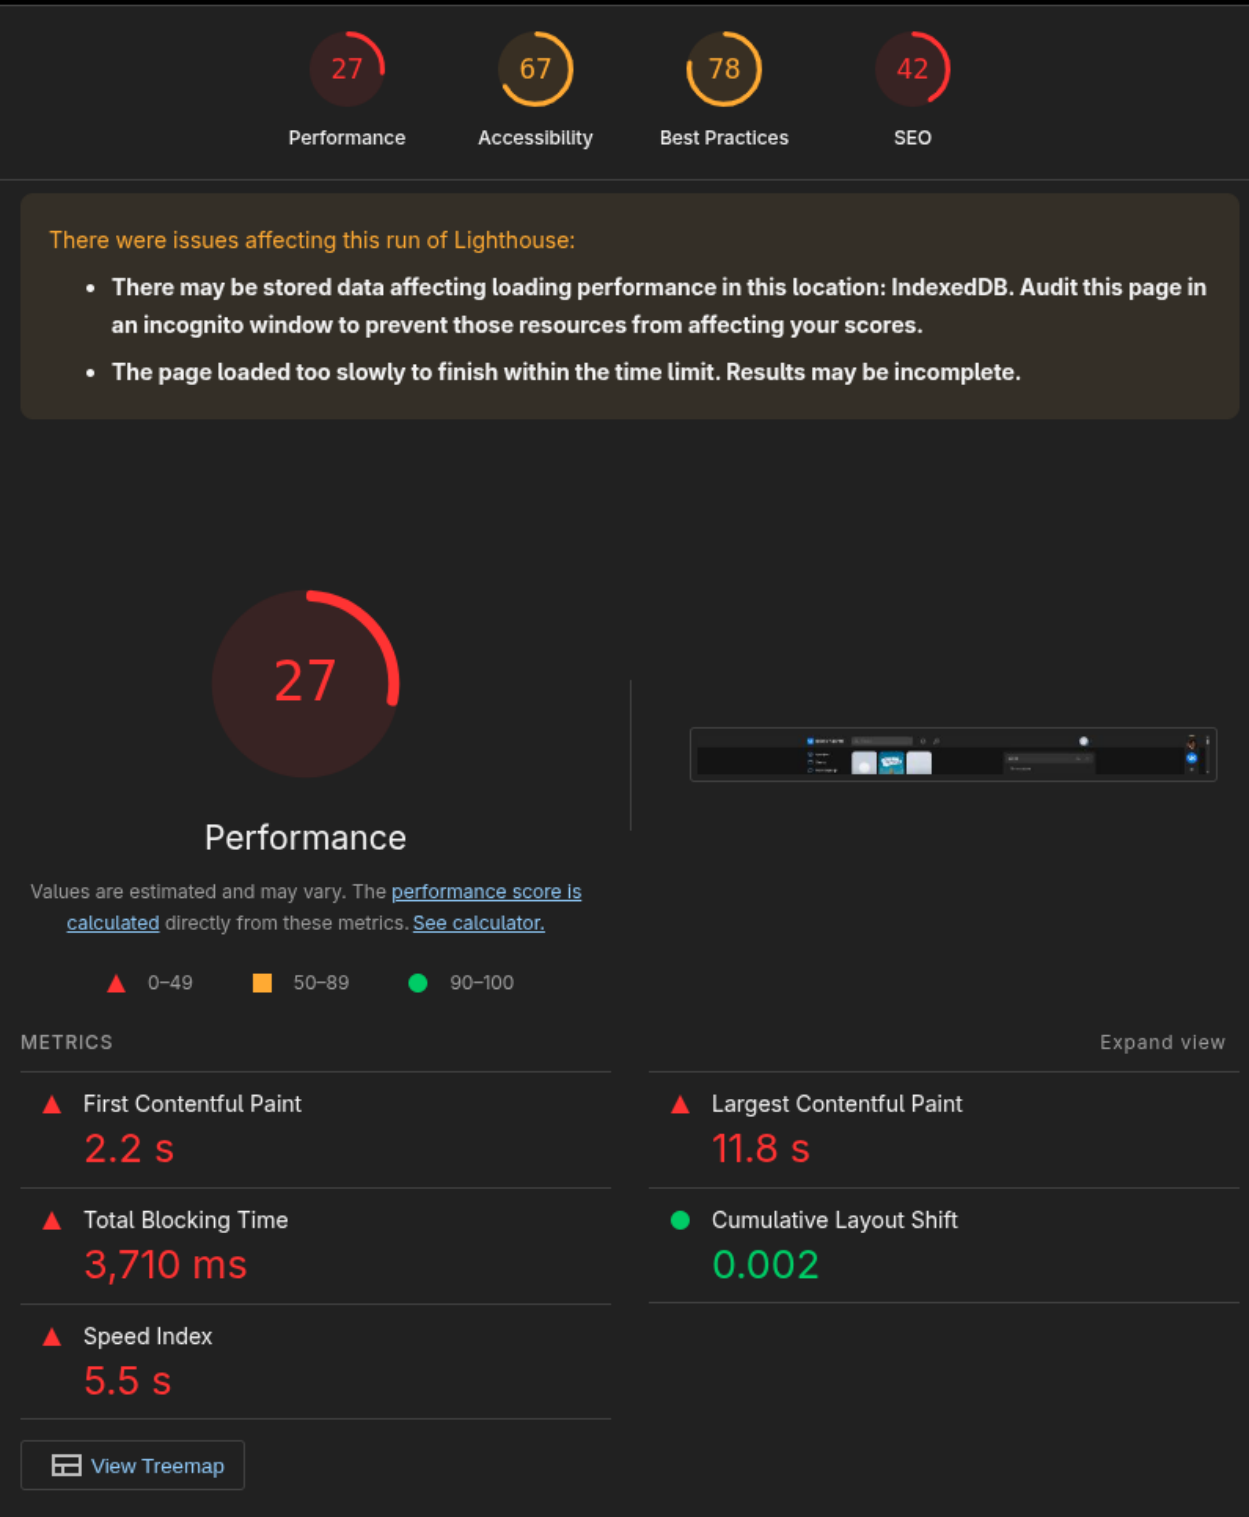 27
67
78
42
Performance
Accessibility
Best Practices
SEO
There were issues affecting this run of Lighthouse:
• There may be stored data affecting loading performance in this location: IndexedDB. Audit this page in
an incognito window to prevent those resources from affecting your scores.
• The page loaded too slowly to finish within the time limit. Results may be incomplete.
27
Performance
Values are estimated and may vary. The performance score is
calculated directly from these metrics. See calculator.
0–49
50–89
90–100
METRICS
Expand view
First Contentful Paint
2.2 s
Largest Contentful Paint
11.8 s
Total Blocking Time
3,710 ms
Cumulative Layout Shift
0.002
Speed Index
5.5 s
View Treemap